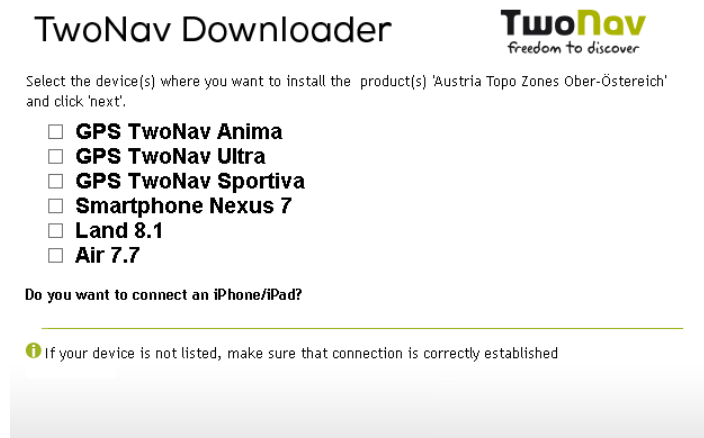 TwoNav Downloader
TwoNav
freedom to discover
Select the device(s) where you want to install the product(s) 'Austria Topo Zones Ober-Östereich'
and click 'next'.
GPS TwoNav Anima
GPS TwoNav Ultra
GPS TwoNav Sportiva
Smartphone Nexus 7
Land 8.1
Air 7.7
Do you want to connect an iPhone/iPad?
i If your device is not listed, make sure that connection is correctly established